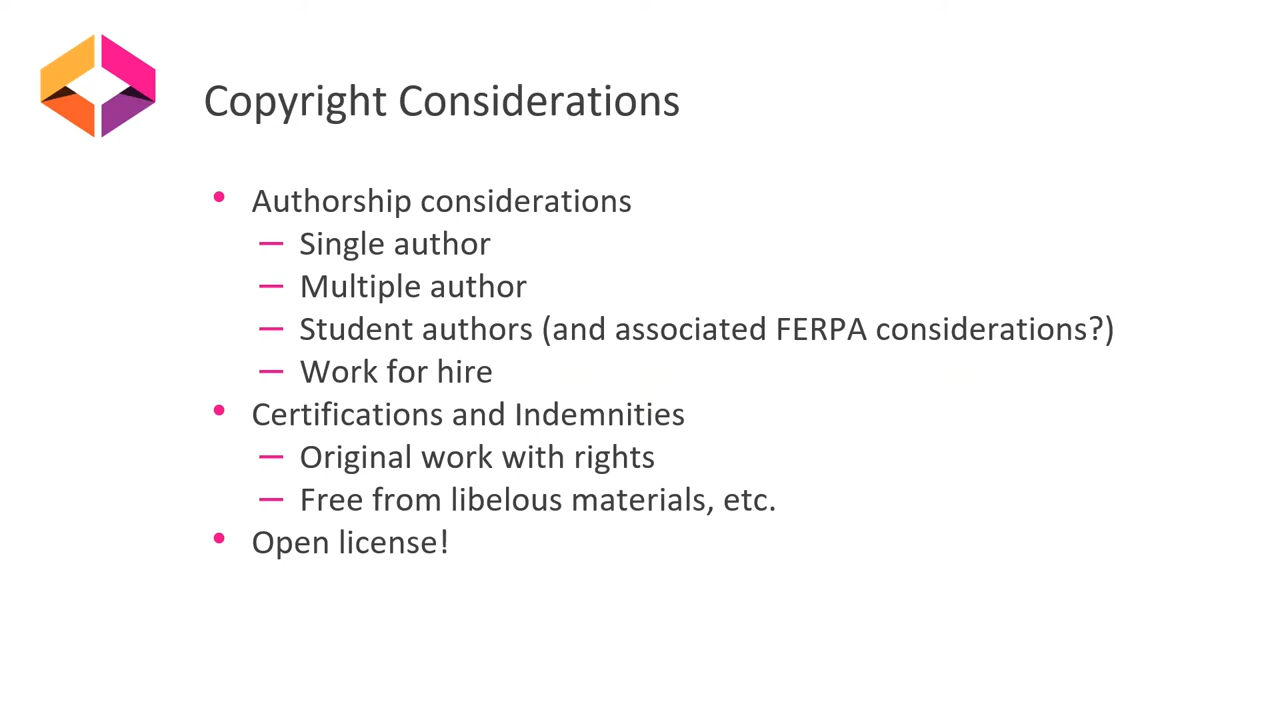 Copyright Considerations
• Authorship considerations
— Single author
— Multiple author
— Student authors (and associated FERPA considerations?)
— Work for hire
• Certifications and Indemnities
— Original work with rights
— Free from libelous materials, etc.
• Open license!